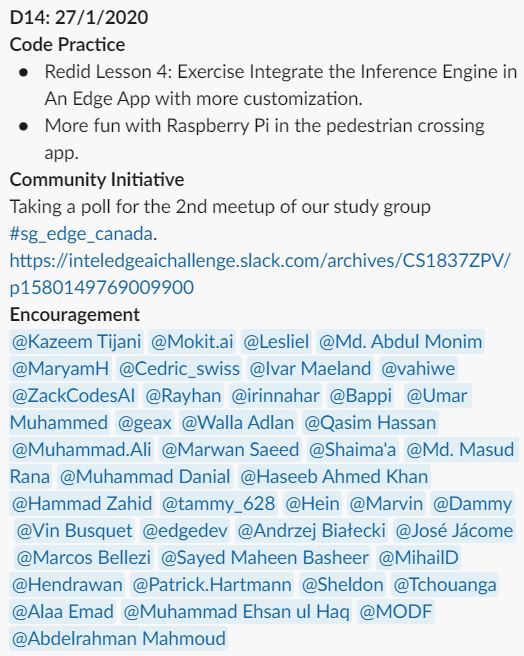 D14: 27/1/2020
Code Practice
● Redid Lesson 4: Exercise Integrate the Inference Engine in
An Edge App with more customization.
● More fun with Raspberry Pi in the pedestrian crossing
app.
Community Initiative
Taking a poll for the 2nd meetup of our study group
#sg_edge_canada.
https://inteledgeaichallenge.slack.com/archives/CS1837ZPV/
p1580149769009900
Encouragement
@Kazeem Tijani @Mokit.ai @Lesliel @Md. Abdul Monim
@MaryamH @Cedric_swiss @Ivar Maeland @vahiwe
@ZackCodesAI @Rayhan @irinnahar @Bappi @Umar
Muhammed @geax @Walla Adlan @Qasim Hassan
@Muhammad.Ali @Marwan Saeed @Shaima'a @Md. Masud
Rana @Muhammad Danial @Haseeb Ahmed Khan
@Hammad Zahid @tammy_628 @Hein @Marvin @Dammy
@Vin Busquet @edgedev @Andrzej Białecki @José Jácome
@Marcos Bellezi @Sayed Maheen Basheer @MihailD
@Hendrawan @Patrick.Hartmann @Sheldon @Tchouanga
@Alaa Emad @Muhammad Ehsan ul Haq @MODF
@Abdelrahman Mahmoud